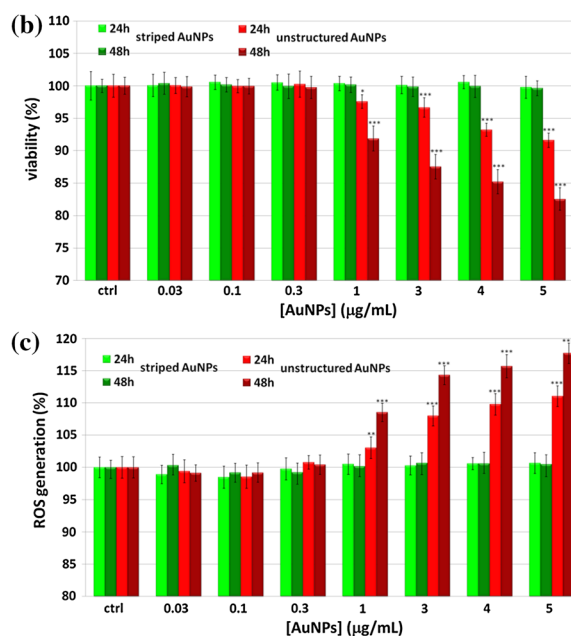 (b)
110
105
100
95
90
85
80
75
70
viability (%)
24h striped AuNPs 24h unstructured AuNPs
48h 48h
* *** *** *** *** *** *** ***
ctrl 0.03 0.1 0.3 1 3 4 5
[AuNPs] (µg/mL)
(c)
120
115
110
105
100
95
90
85
80
ROS generation (%)
24h striped AuNPs 24h unstructured AuNPs
48h 48h
** *** *** *** *** *** *** **
ctrl 0.03 0.1 0.3 1 3 4 5
[AuNPs] (µg/mL)